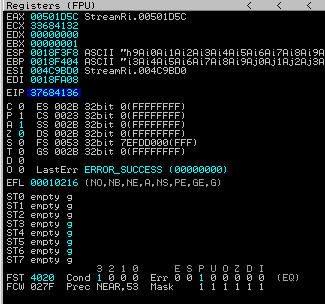 Registers (FPU) < < <
EAX 00501D5C StreamRi.00501D5C
ECX 33684132
EDX 00000000
EBX 00000001
EBP 0018F3F8 ASCII "h9Ai0Ai1Ai2Ai3Ai4Ai5Ai6Ai7Ai8Ai9A
ESP 0018F404 ASCII "i3Ai4Ai5Ai6Ai7Ai8Ai9Aj0Aj1Aj2Aj3A
ESI 004C9BD0 StreamRi.004C9BD0
EDI 0018FA08
EIP 37684136
C 0 ES 002B 32bit 0(FFFFFFFF)
P 1 CS 0023 32bit 0(FFFFFFFF)
A 1 SS 002B 32bit 0(FFFFFFFF)
Z 0 DS 002B 32bit 0(FFFFFFFF)
S 0 FS 0053 32bit 7EFDD000(FFF)
T 0 GS 002B 32bit 0(FFFFFFFF)
D 0
O 0 LastErr ERROR_SUCCESS (00000000)
EFL 00010216 (NO,NB,NE,A,NS,PE,GE,G)
ST0 empty g
ST1 empty g
ST2 empty g
ST3 empty g
ST4 empty g
ST5 empty g
ST6 empty g
ST7 empty g
3 2 1 0 E S P U O Z D I
FST 4020 Cond 1 0 0 0 Err 0 0 1 0 0 0 0 0 (EQ)
FCW 027F Prec NEAR,53 Mask 1 1 1 1 1 1